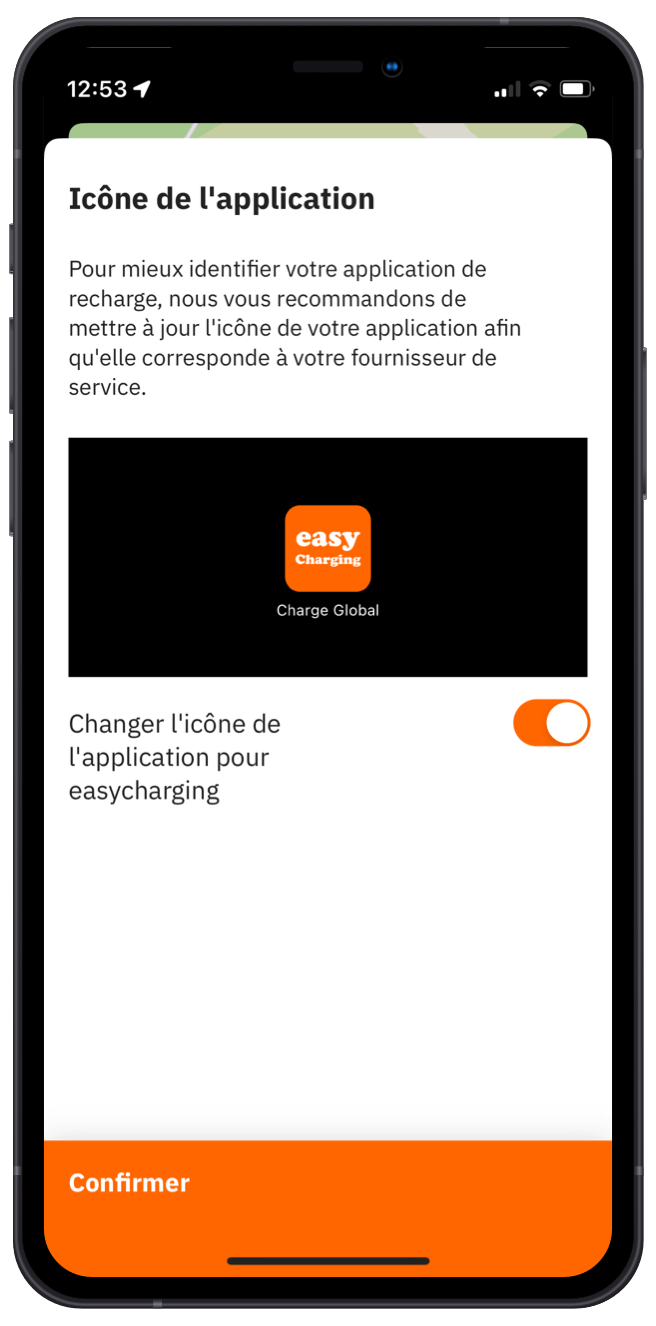 12:53
Icône de l'application
Pour mieux identifier votre application de
recharge, nous vous recommandons de
mettre à jour l'icône de votre application afin
qu'elle corresponde à votre fournisseur de
service.
easy
Charging
Charge Global
Changer l'icône de
l'application pour
easycharging
Confirmer